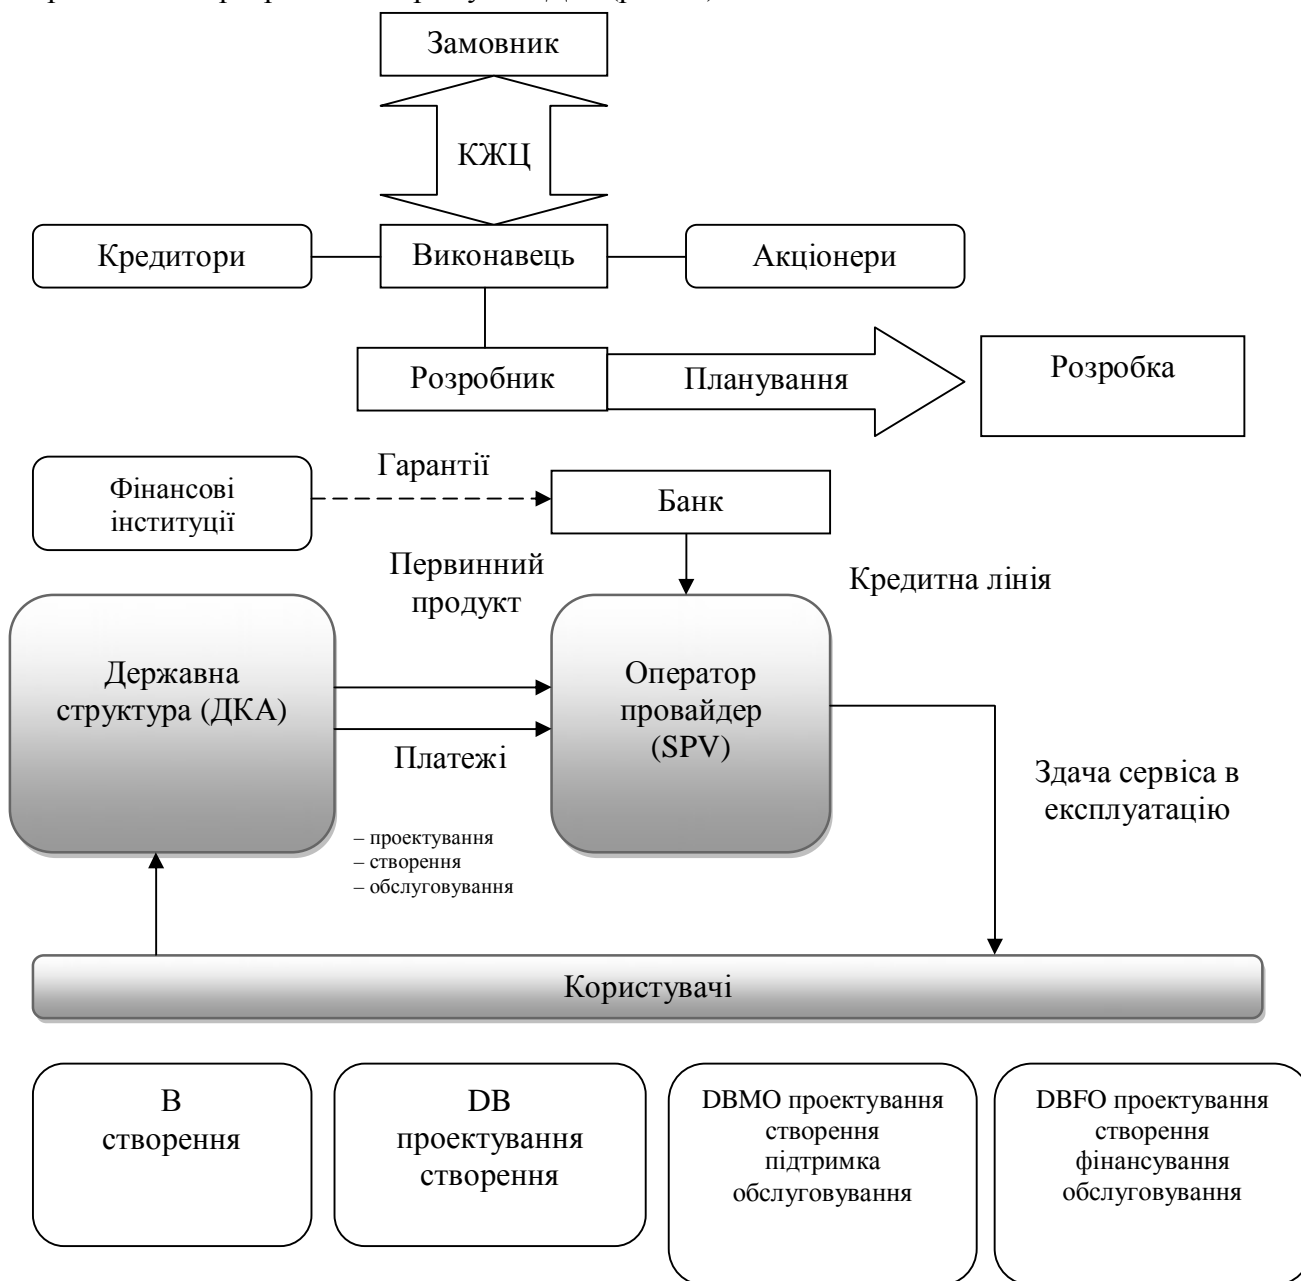 Замовник
КЖЦ
Кредитори
Виконавець
Акціонери
Розробник
Планування
Розробка
Гарантії
Фінансові
інституції
Банк
Первинний
продукт
Кредитна лінія
Державна
структура (ДКА)
Оператор
провайдер
(SPV)
Платежі
Здача сервіса в
експлуатацію
– проектування
– створення
– обслуговування
Користувачі
B
створення
DB
проектування
створення
DBMO проектування
створення
підтримка
обслуговування
DBFO проектування
створення
фінансування
обслуговування